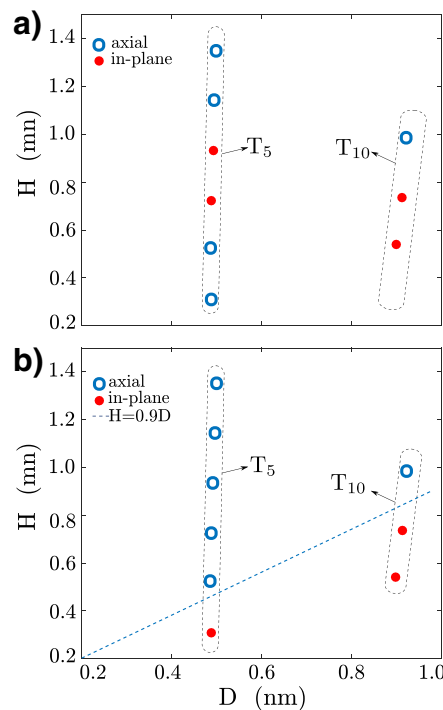 a)
1.4
1.2
1.0
0.8
0.6
0.4
0.2
H (mn)
axial
in-plane
T5
T10
b)
1.4
1.2
1.0
0.8
0.6
0.4
0.2
H (mn)
axial
in-plane
H=0.9D
T5
T10
0.2 0.4 0.6 0.8 1.0
D (nm)